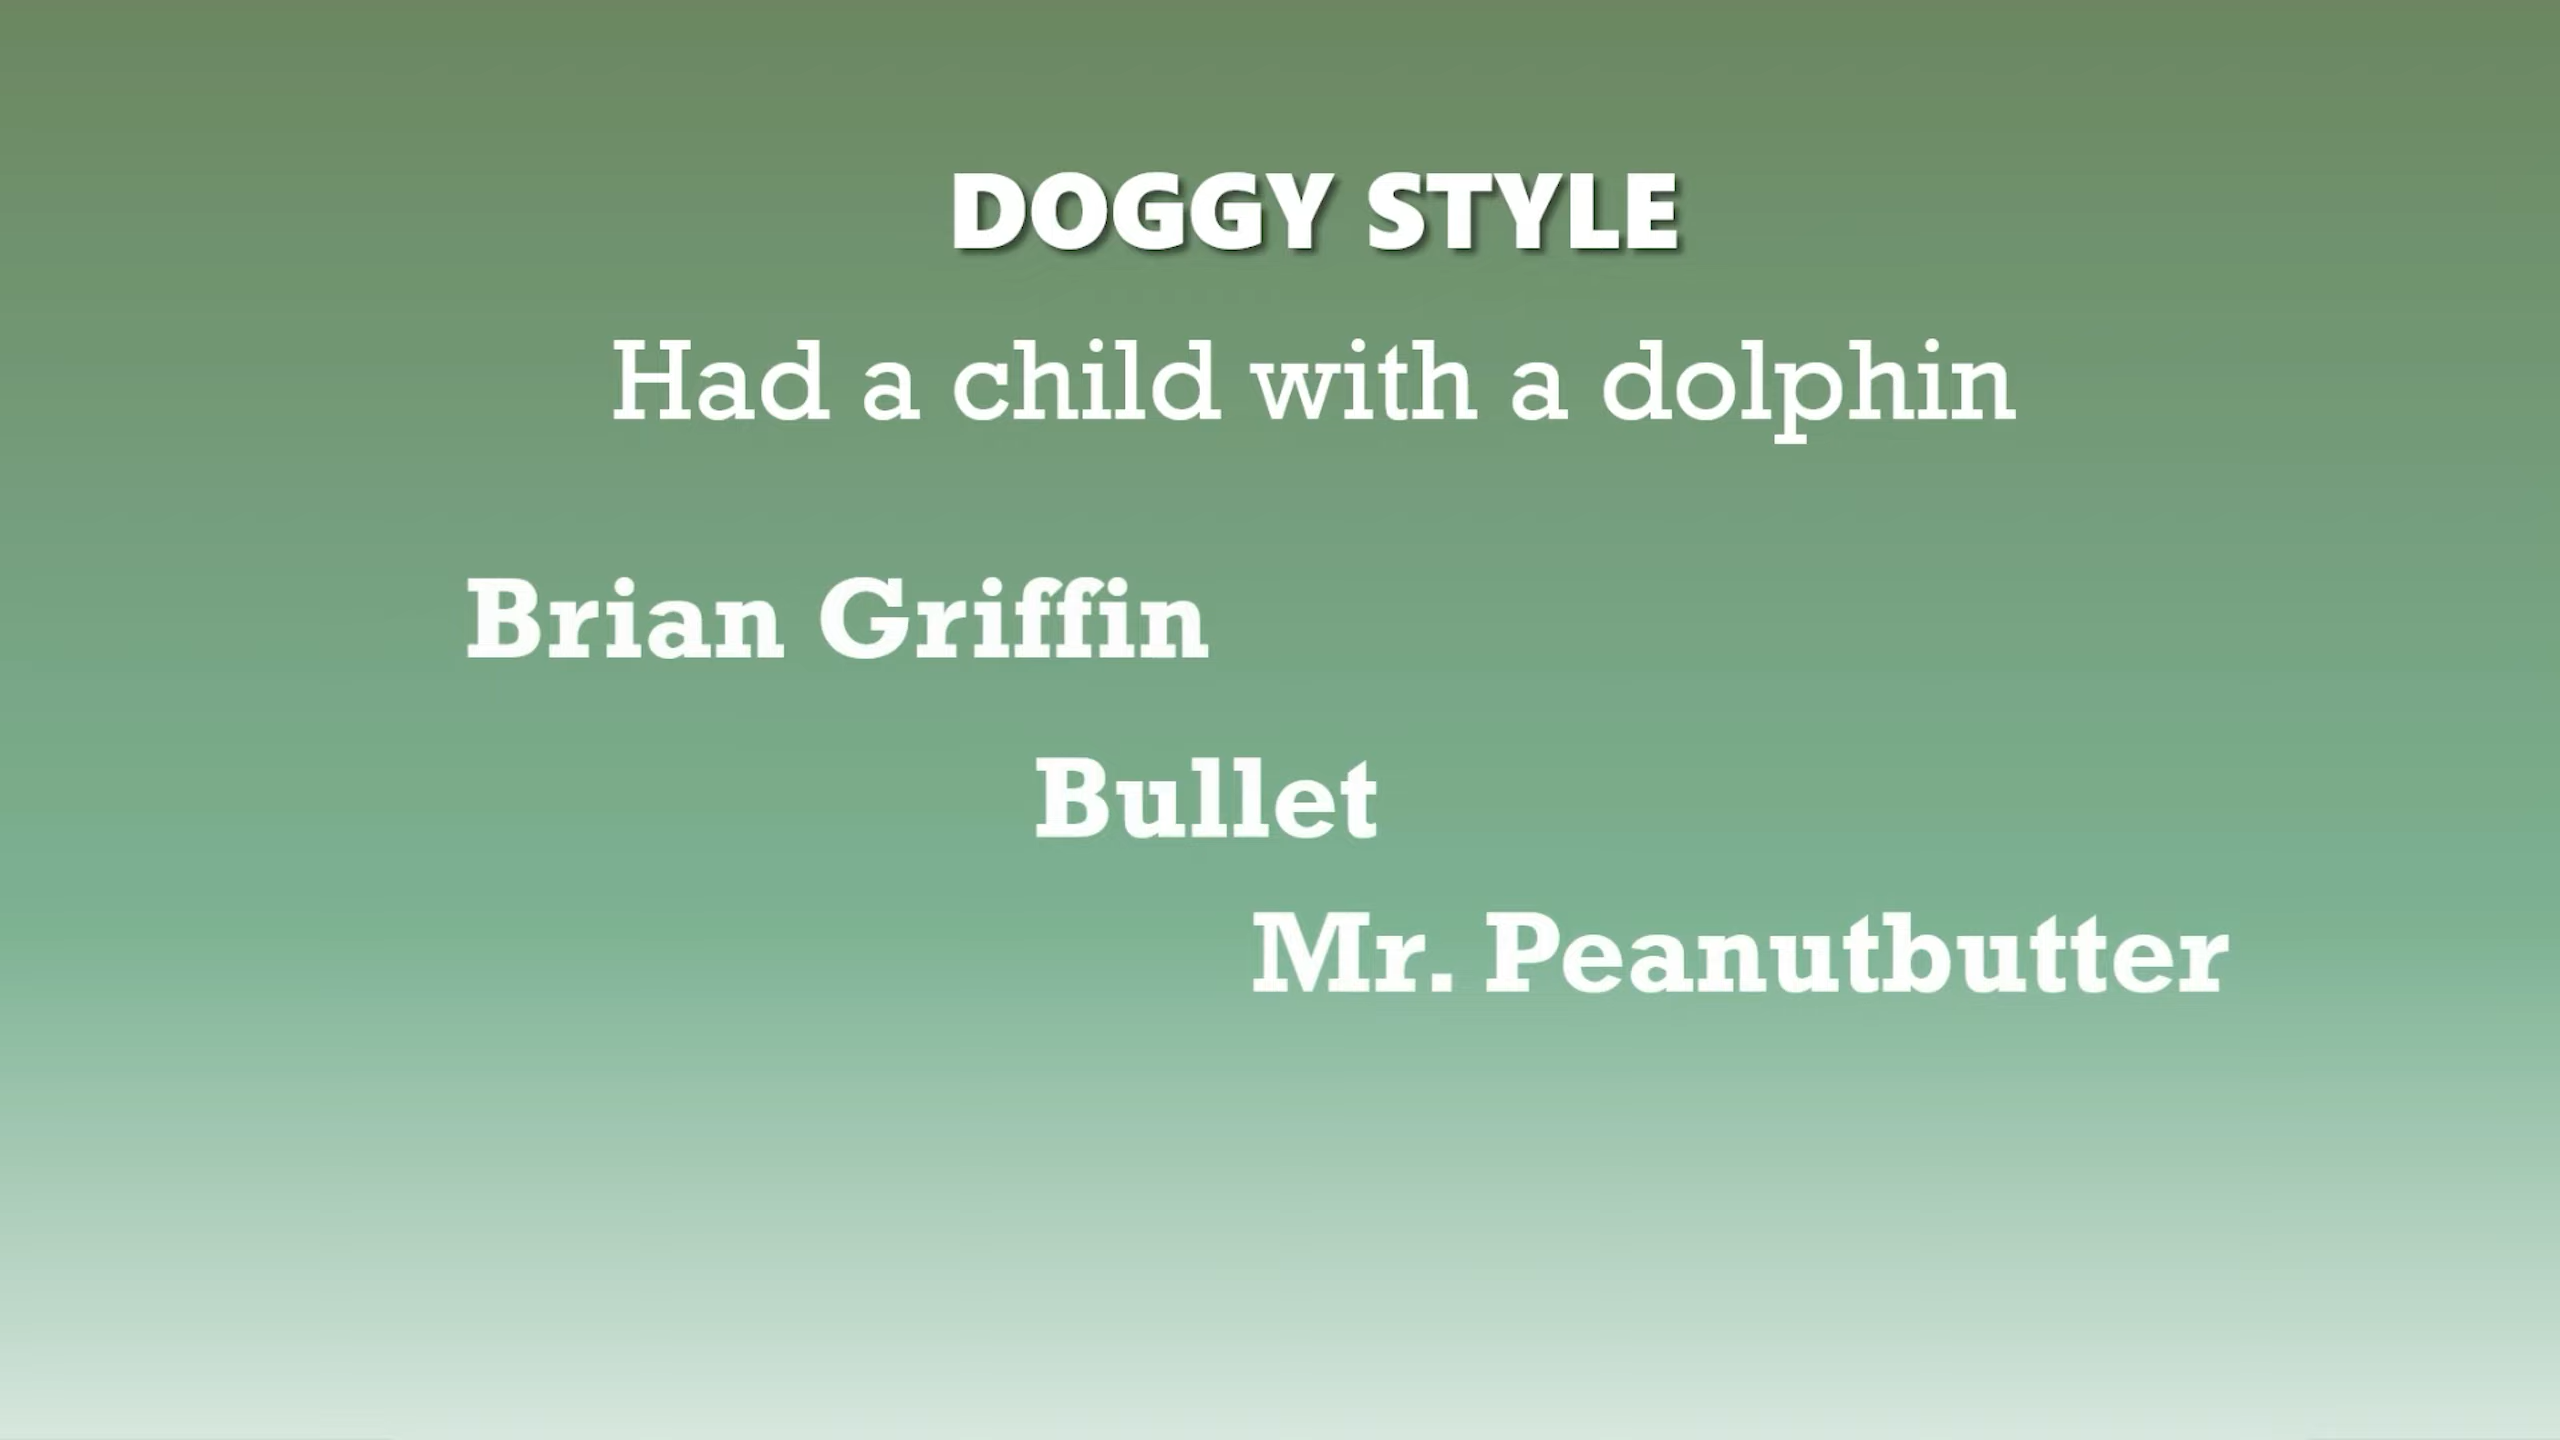 DOGGY STYLE
Had a child with a dolphin
Brian Griffin
Bullet
Mr. Peanutbutter